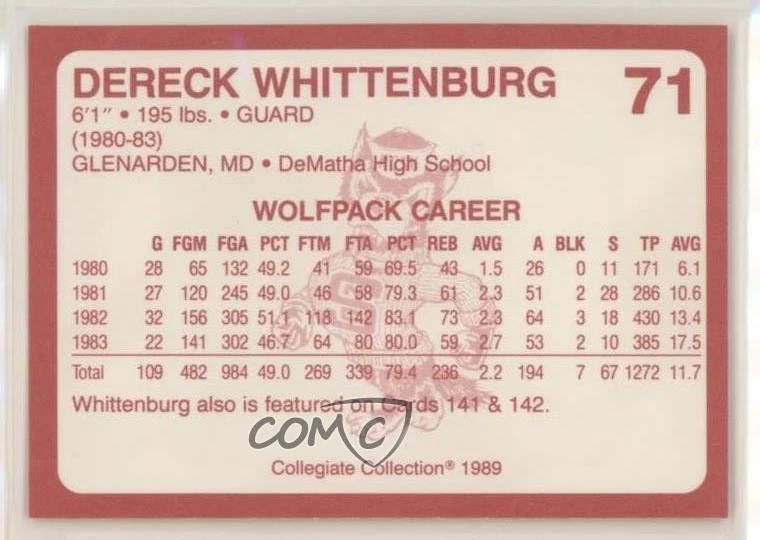 DERECK WHITTENBURG 71
6'1" • 195 lbs. • GUARD
(1980-83)
GLENARDEN, MD • DeMatha High School
WOLFPACK CAREER
G FGM FGA PCT FTM FTA PCT REB AVG A BLK S TP AVG
1980 28 65 132 49.2 41 59 69.5 43 1.5 26 0 11 171 6.1
1981 27 120 245 49.0 46 58 79.3 61 2.3 51 2 28 286 10.6
1982 32 156 305 51.1 118 142 83.1 73 2.3 64 3 18 430 13.4
1983 22 141 302 46.7 64 80 80.0 59 2.7 53 2 10 385 17.5
Total 109 482 984 49.0 269 339 79.4 236 2.2 194 7 67 1272 11.7
Whittenburg also is featured on Cards 141 & 142.
COMC
Collegiate Collection® 1989